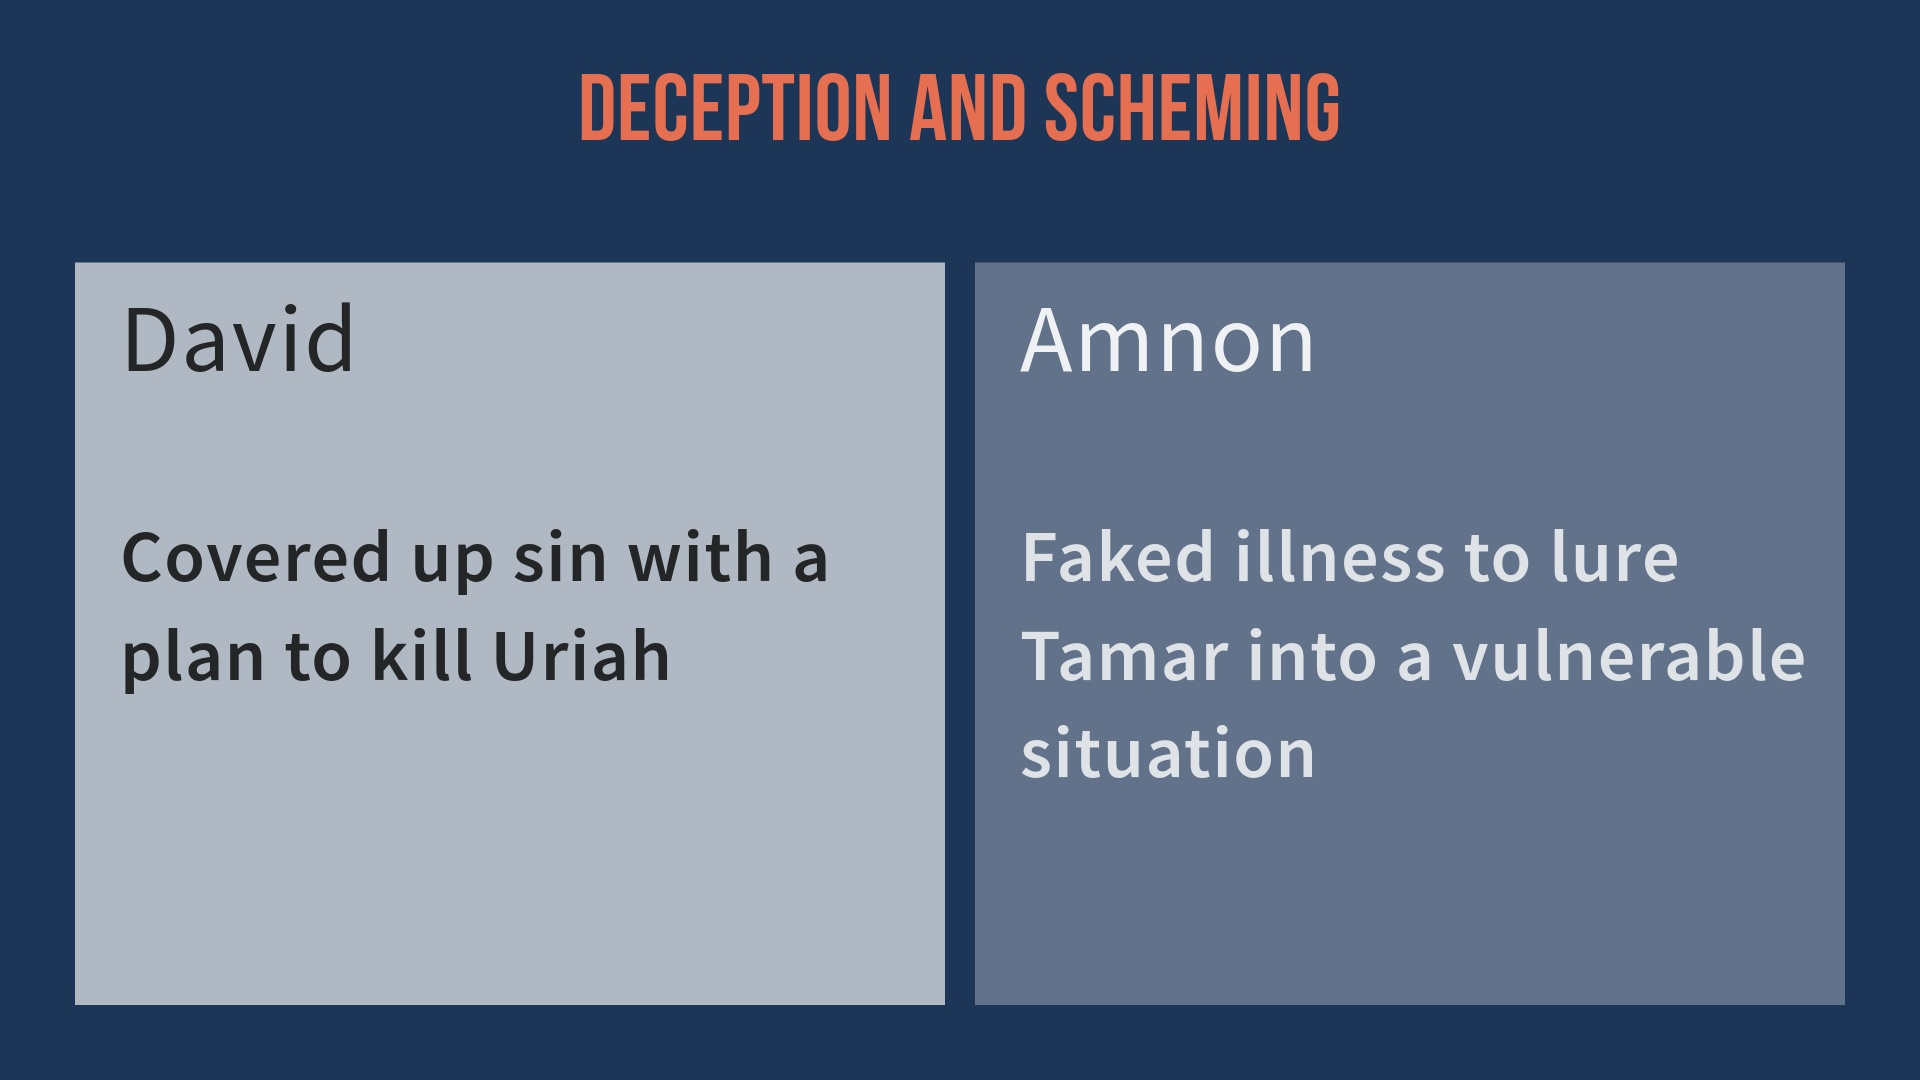 DECEPTION AND SCHEMING
David
Covered up sin with a
plan to kill Uriah
Amnon
Faked illness to lure
Tamar into a vulnerable
situation